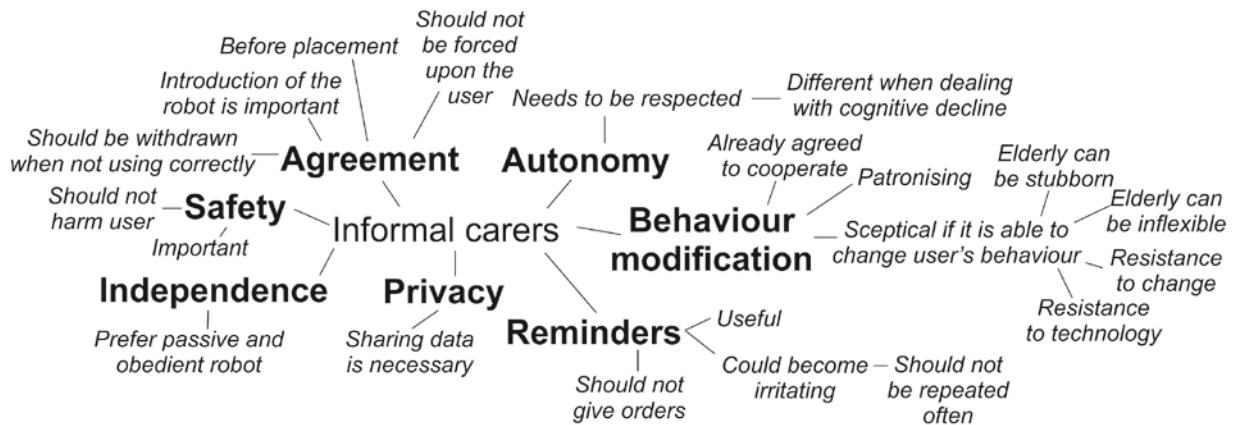 Should not
be forced
upon the
user
Before placement
Introduction of the
robot is important
Should be withdrawn
when not using correctly
Agreement
Needs to be respected
Different when dealing
with cognitive decline
Autonomy
Already agreed
to cooperate
Patronising
Elderly can
be stubborn
Elderly can
be inflexible
Should not
harm user
Safety
Important
Informal carers
Behaviour
modification
Sceptical if it is able to
change user's behaviour
Resistance
to change
Resistance
to technology
Independence
Prefer passive and
obedient robot
Privacy
Sharing data
is necessary
Reminders
Useful
Could become
irritating
Should not
be repeated
often
Should not
give orders